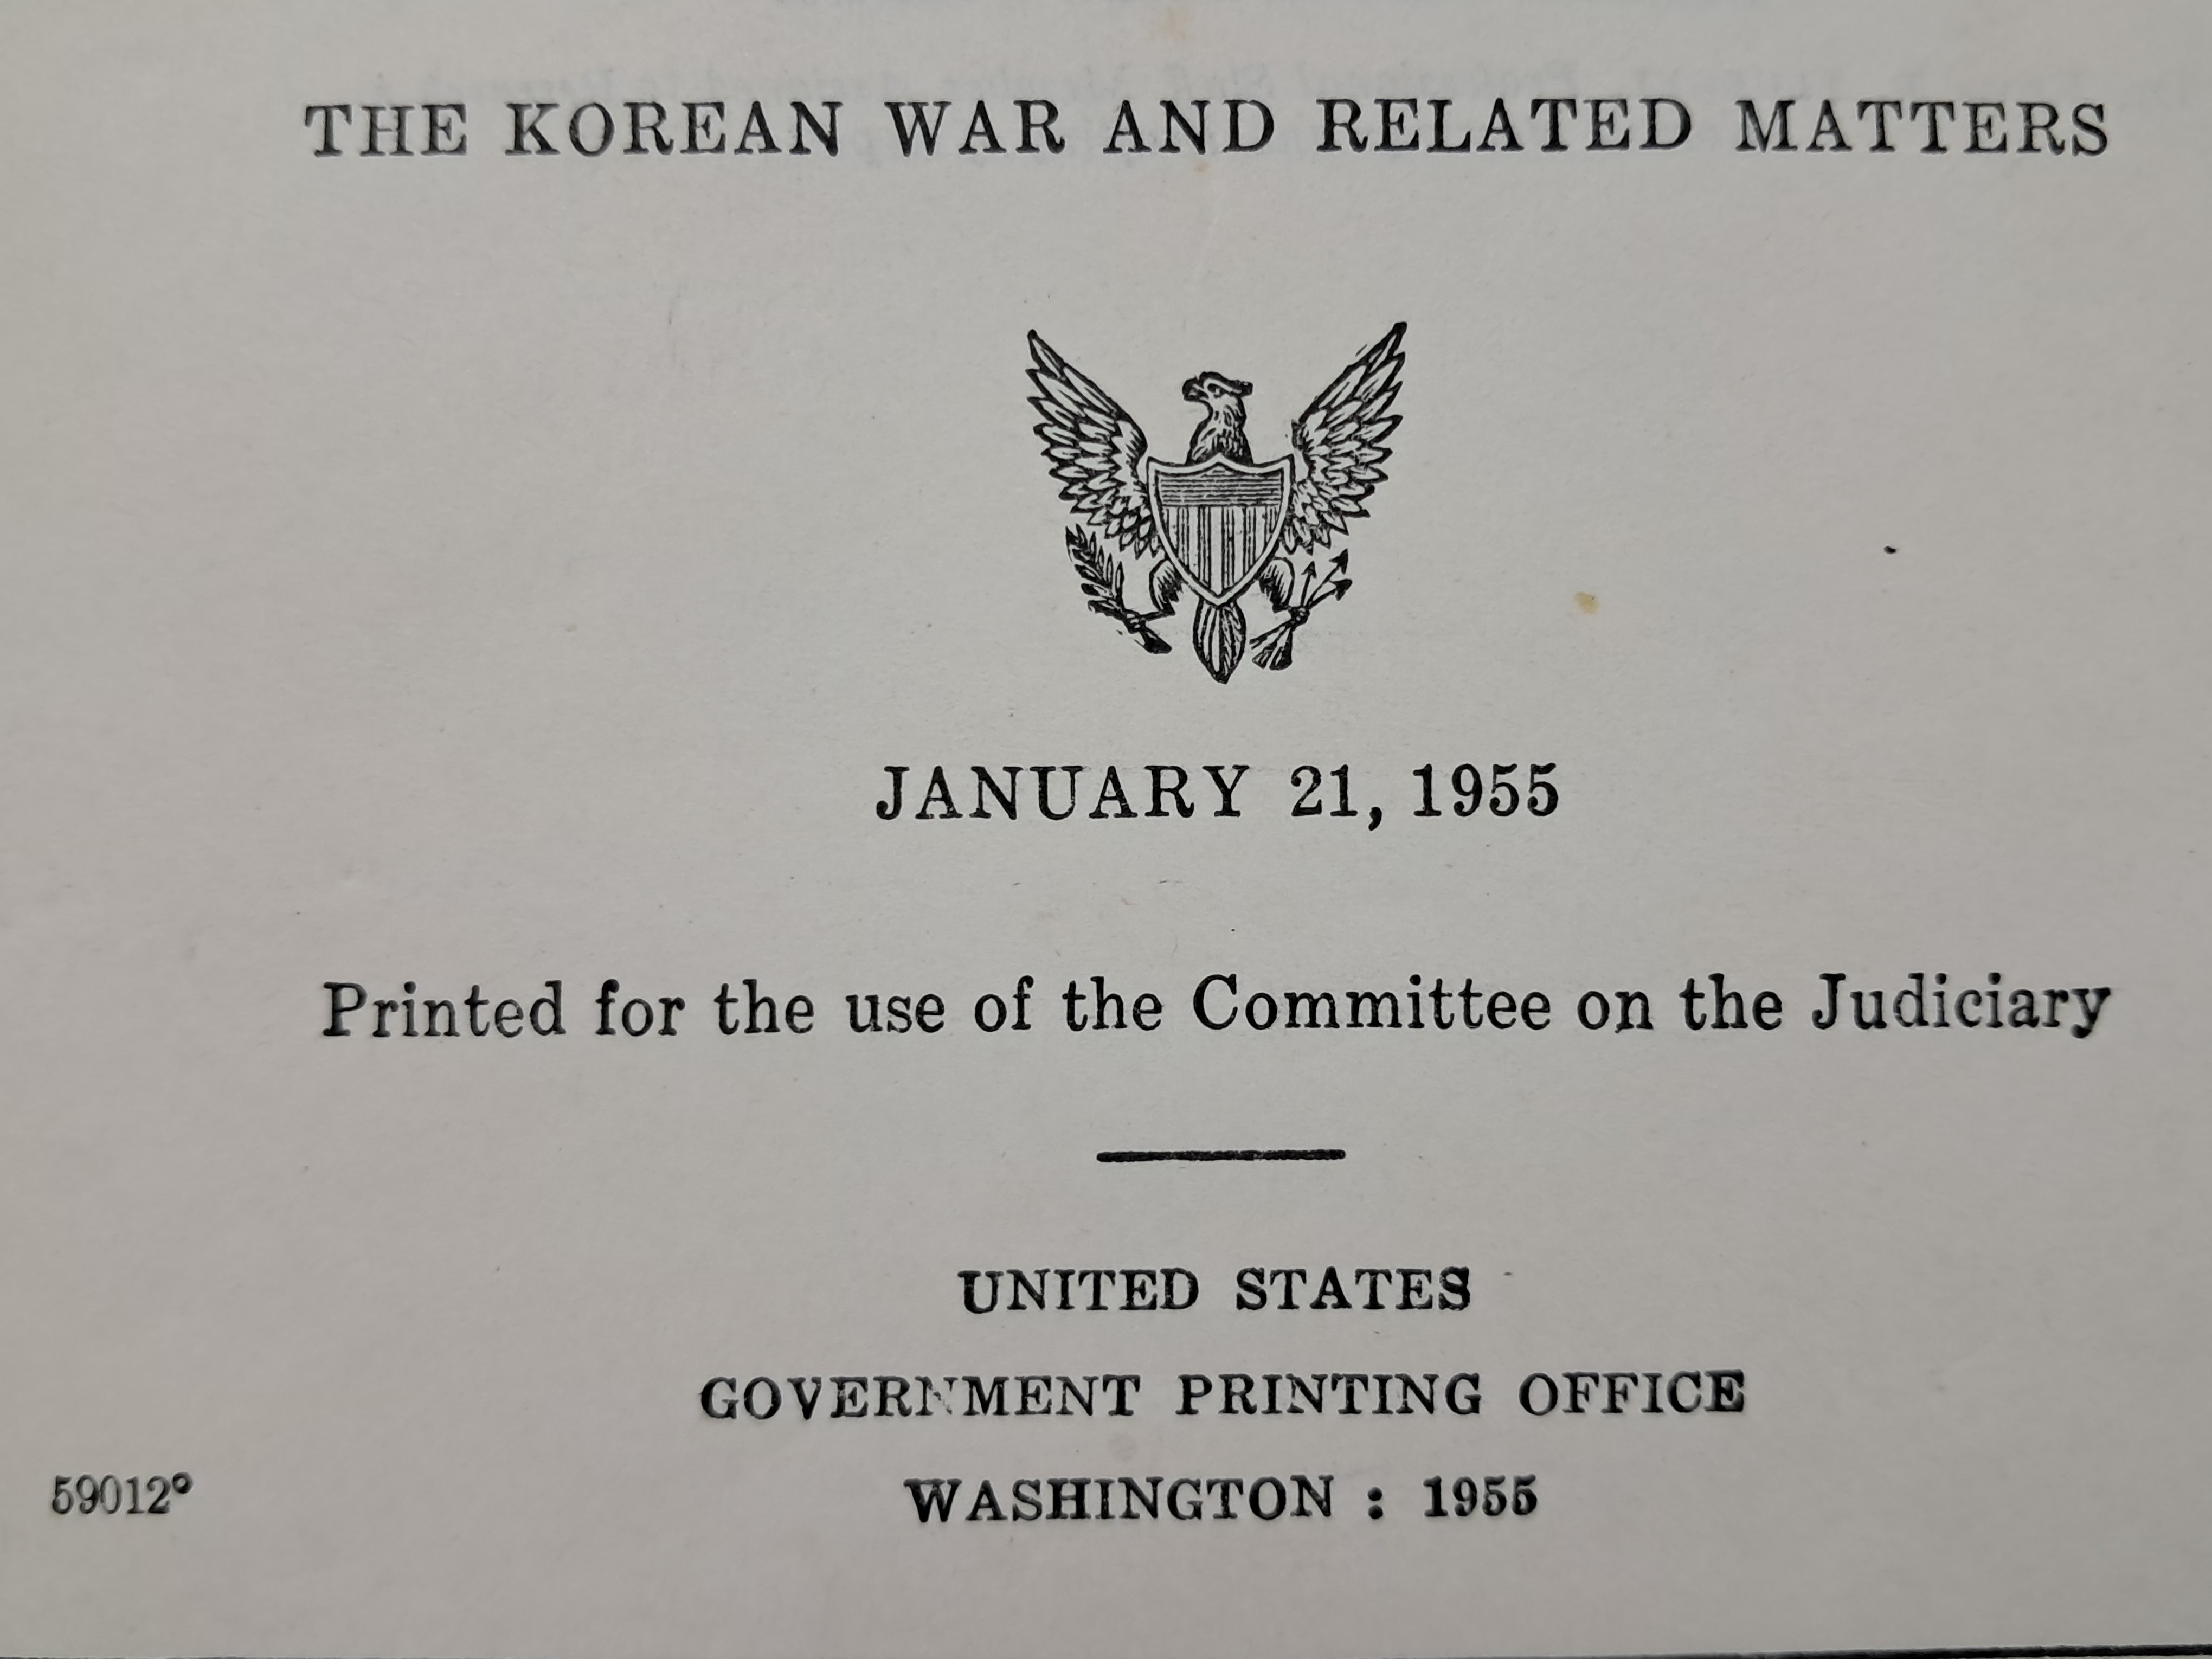 THE KOREAN WAR AND RELATED MATTERS
JANUARY 21, 1955
Printed for the use of the Committee on the Judiciary
UNITED STATES
GOVERNMENT PRINTING OFFICE
59012° WASHINGTON : 1955